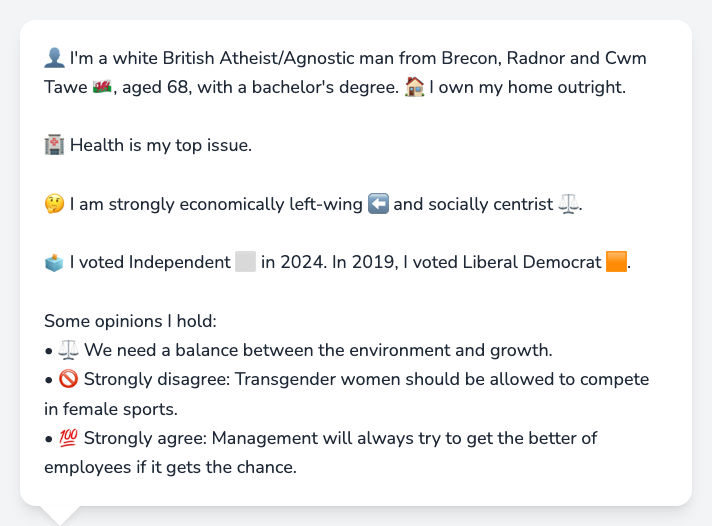 👤 I'm a white British Atheist/Agnostic man from Brecon, Radnor and Cwm
Tawe 🏴󠁧󠁢󠁷󠁬󠁳󠁿, aged 68, with a bachelor's degree. 🏠 I own my home outright.
🏥 Health is my top issue.
🤔 I am strongly economically left-wing ⬅️ and socially centrist ⚖️.
🗳️ I voted Independent ⬜ in 2024. In 2019, I voted Liberal Democrat 🟧.
Some opinions I hold:
• ⚖️ We need a balance between the environment and growth.
• 🚫 Strongly disagree: Transgender women should be allowed to compete
in female sports.
• 💯 Strongly agree: Management will always try to get the better of
employees if it gets the chance.